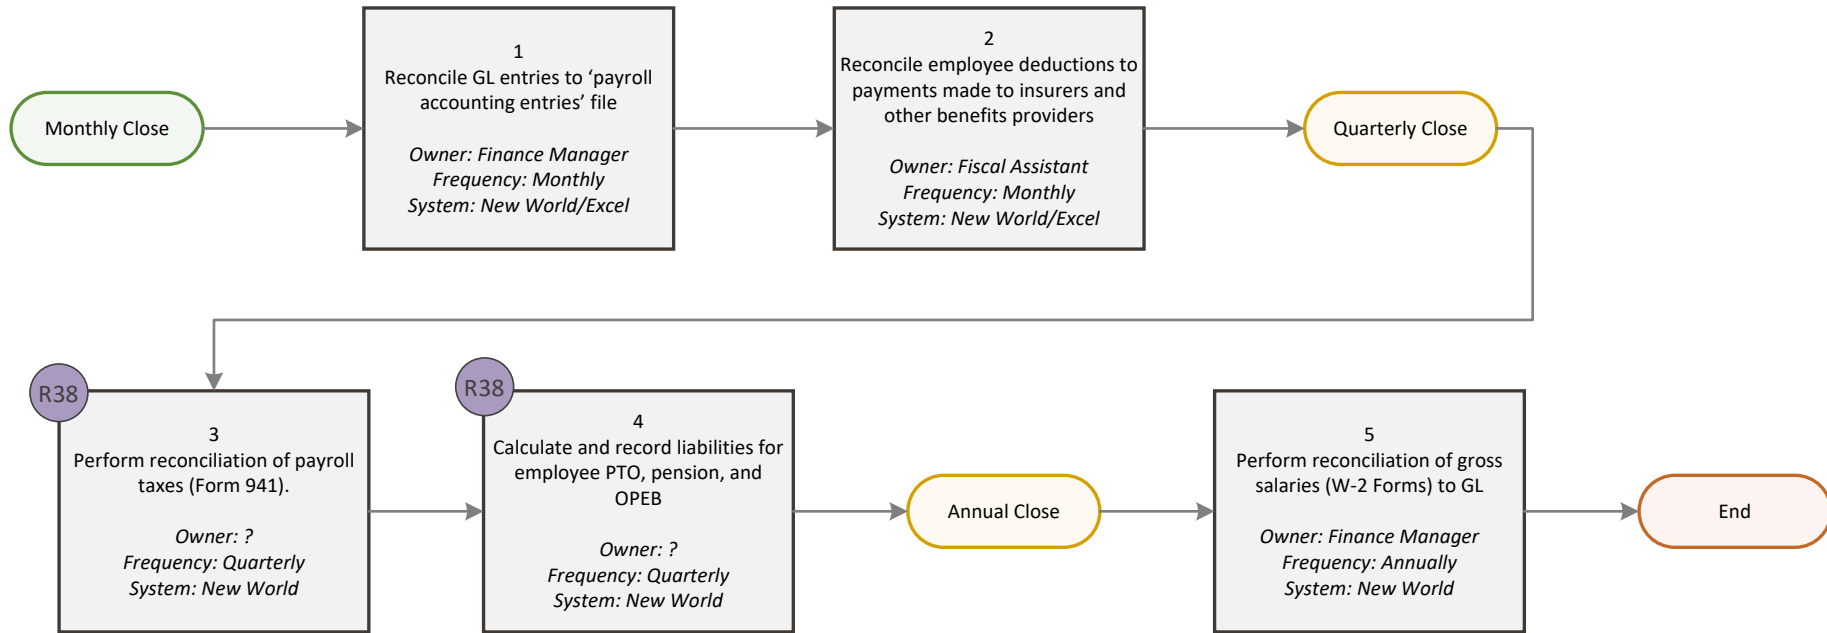 Monthly Close
1
Reconcile GL entries to ‘payroll
accounting entries’ file
Owner: Finance Manager
Frequency: Monthly
System: New World/Excel
2
Reconcile employee deductions to
payments made to insurers and
other benefits providers
Owner: Fiscal Assistant
Frequency: Monthly
System: New World/Excel
Quarterly Close
R38
3
Perform reconciliation of payroll
taxes (Form 941).
Owner: ?
Frequency: Quarterly
System: New World
R38
4
Calculate and record liabilities for
employee PTO, pension, and
OPEB
Owner: ?
Frequency: Quarterly
System: New World
Annual Close
5
Perform reconciliation of gross
salaries (W-2 Forms) to GL
Owner: Finance Manager
Frequency: Annually
System: New World
End